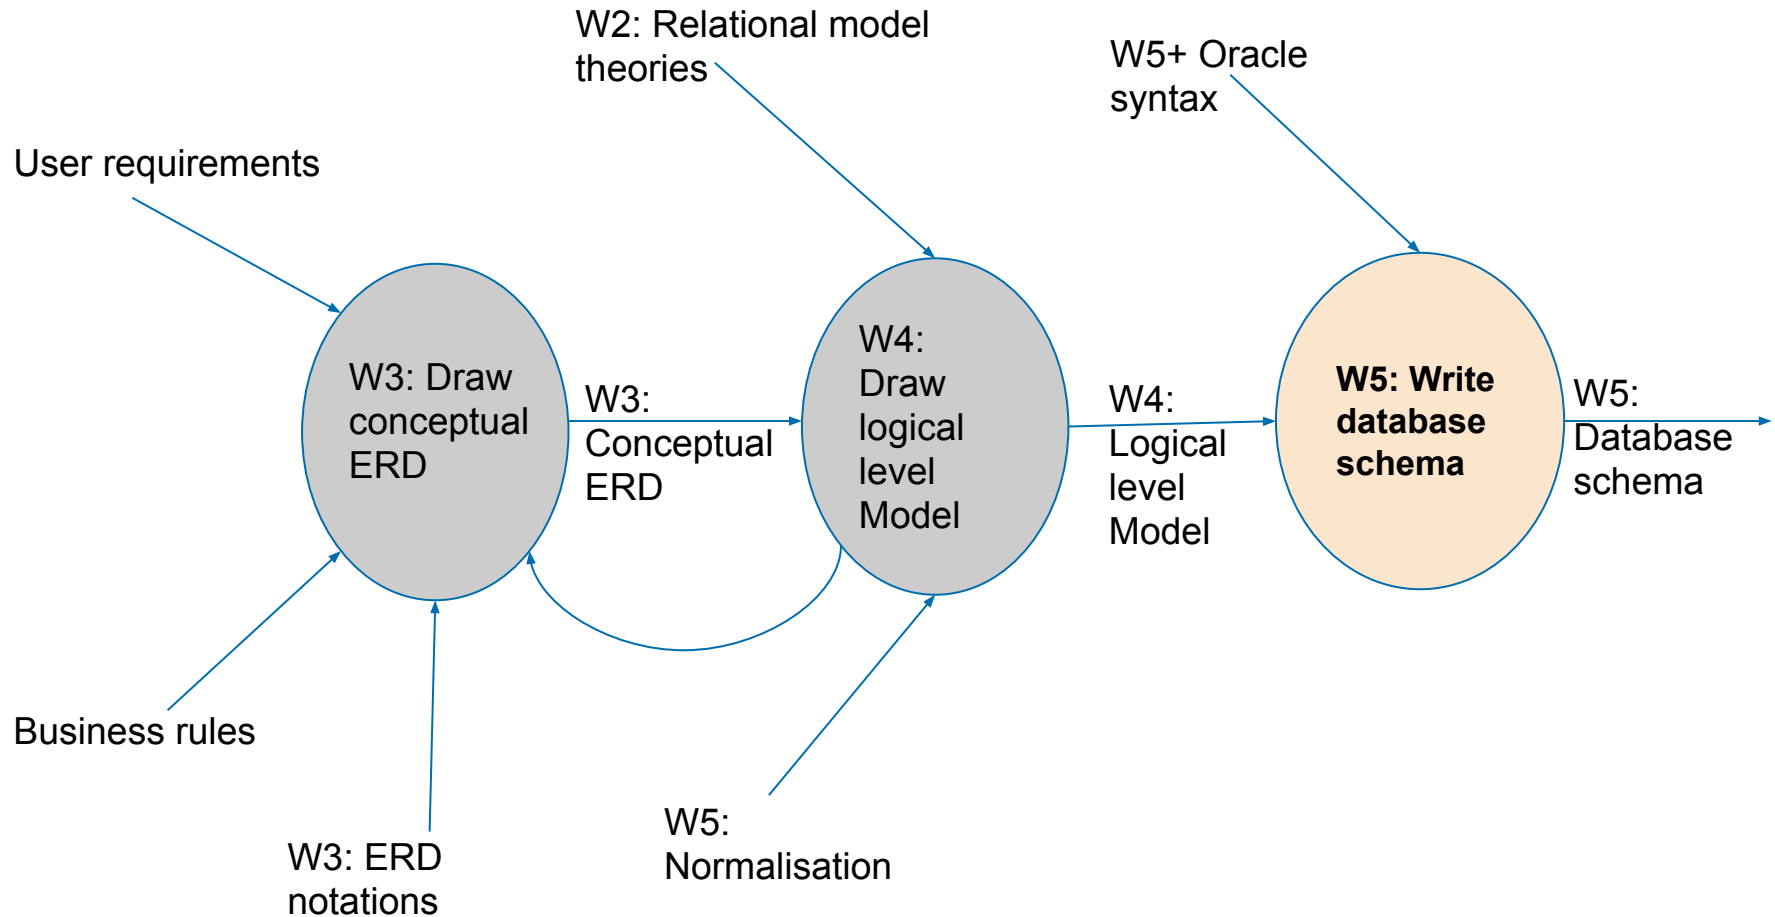 W2: Relational model
theories
W5+ Oracle
syntax
User requirements
W3: Draw
conceptual
ERD
W3:
Conceptual
ERD
W4:
Draw
logical
level
Model
W4:
Logical
level
Model
W5: Write
database
schema
W5:
Database
schema
Business rules
W3: ERD
notations
W5:
Normalisation